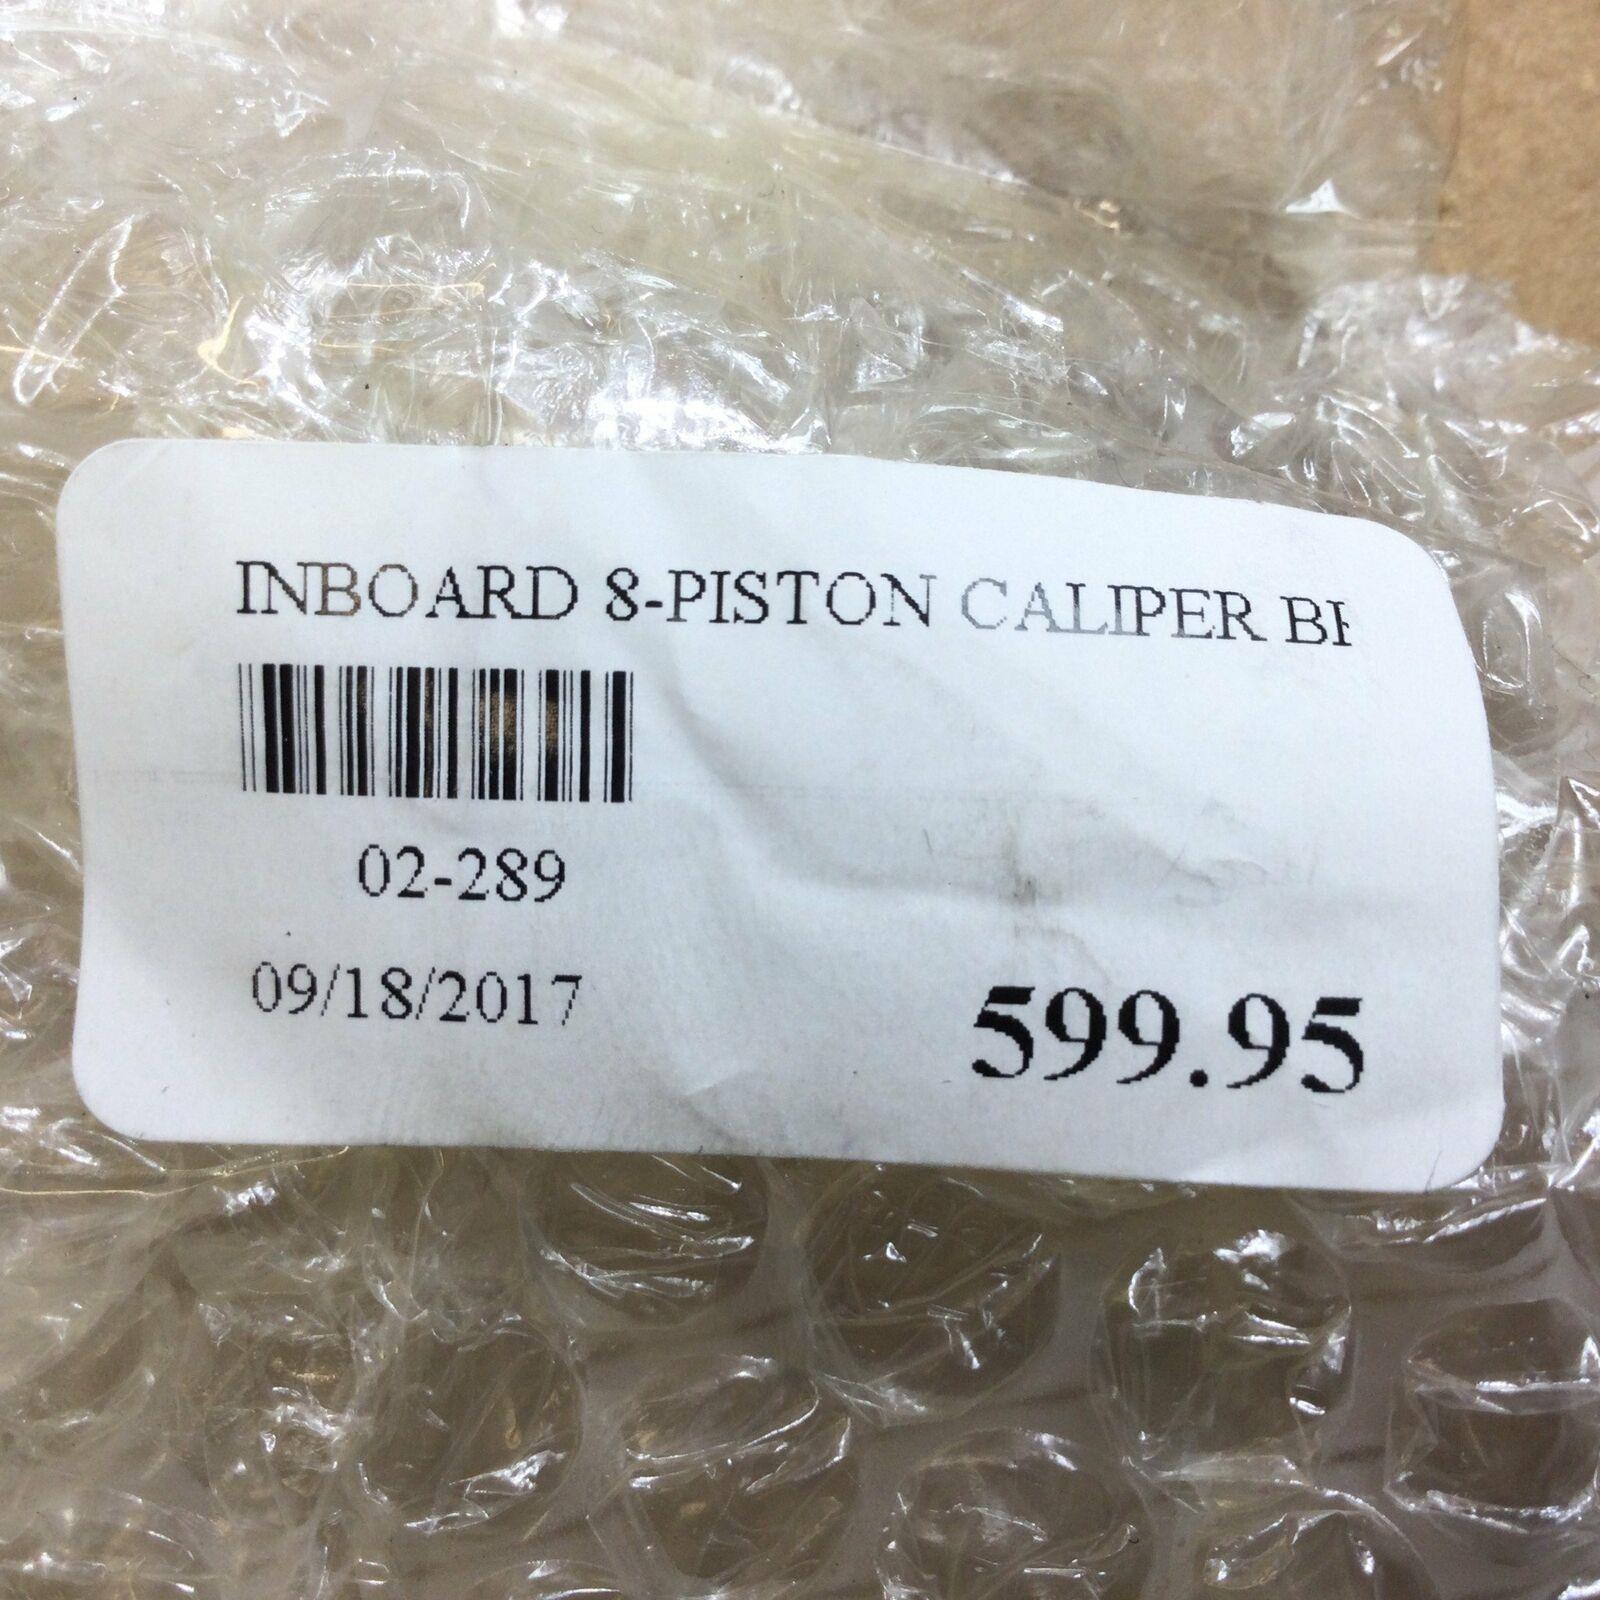 INBOARD 8-PISTON CALIPER
02-289
09/18/2017
599.95